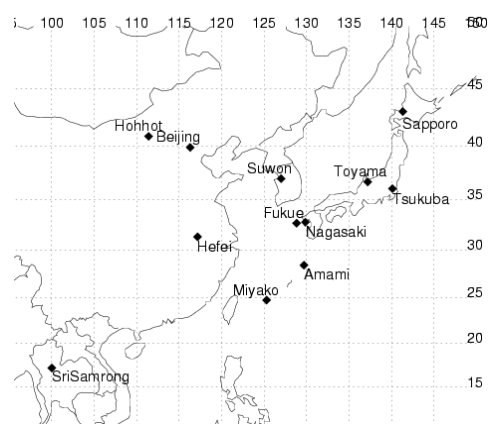 100 105 110 115 120 125 130 135 140 145
45
Hohhot
Beijing
Sapporo
40
Suwon
Toyama
Tsukuba
35
Fukue
Nagasaki
Hefei
30
Amami
Miyako
25
20
SriSamrong
15